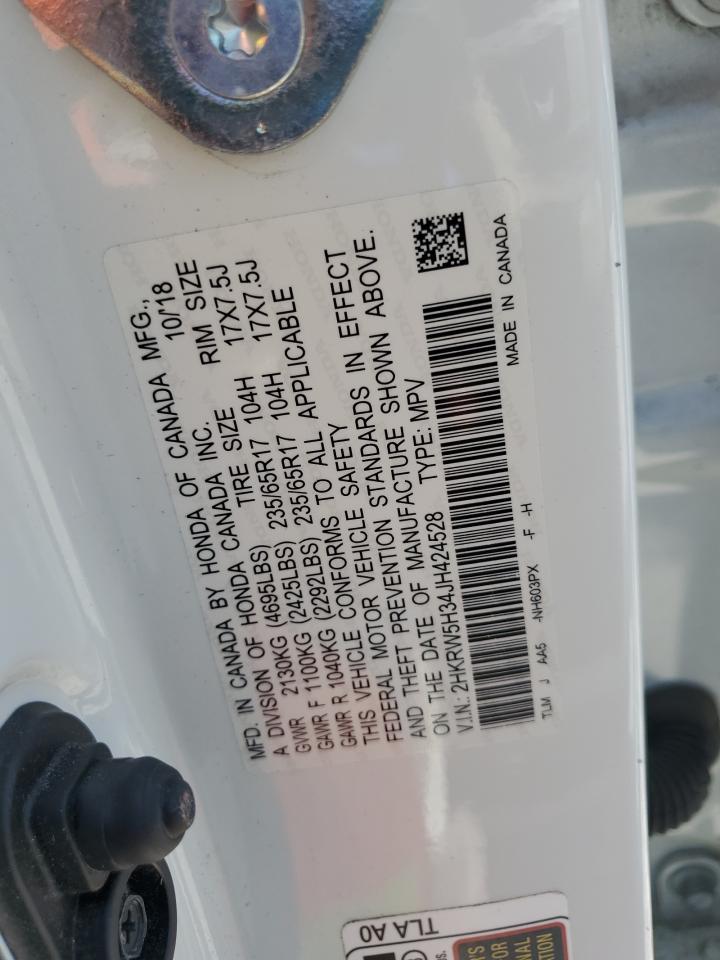 MFD. IN CANADA BY HONDA OF CANADA MFG.,
A DIVISION OF HONDA CANADA INC. 10/'18
GVWR 2130KG (4695LBS) TIRE SIZE RIM SIZE
GAWR F 1100KG (2425LBS) 235/65R17 104H 17X7.5J
GAWR R 1040KG (2292LBS) 235/65R17 104H 17X7.5J
THIS VEHICLE CONFORMS TO ALL APPLICABLE
FEDERAL MOTOR VEHICLE SAFETY
AND THEFT PREVENTION STANDARDS IN EFFECT
ON THE DATE OF MANUFACTURE SHOWN ABOVE.
V.I.N.: 2HKRW5H34JH424528 TYPE: MPV
TLM J AA5 -NH603PX -F -H MADE IN CANADA
TLA A0